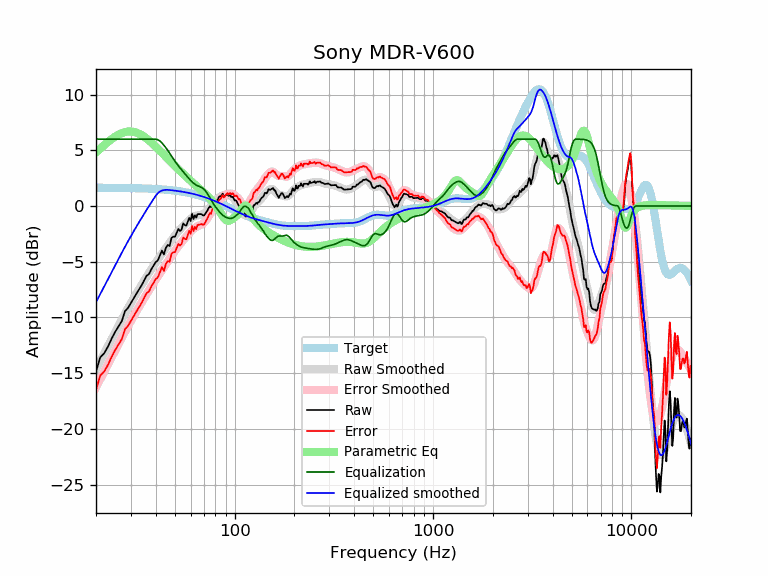 Sony MDR-V600
Amplitude (dBr)
10
5
0
−5
−10
−15
−20
−25
Target
Raw Smoothed
Error Smoothed
Raw
Error
Parametric Eq
Equalization
Equalized smoothed
100 1000 10000
Frequency (Hz)